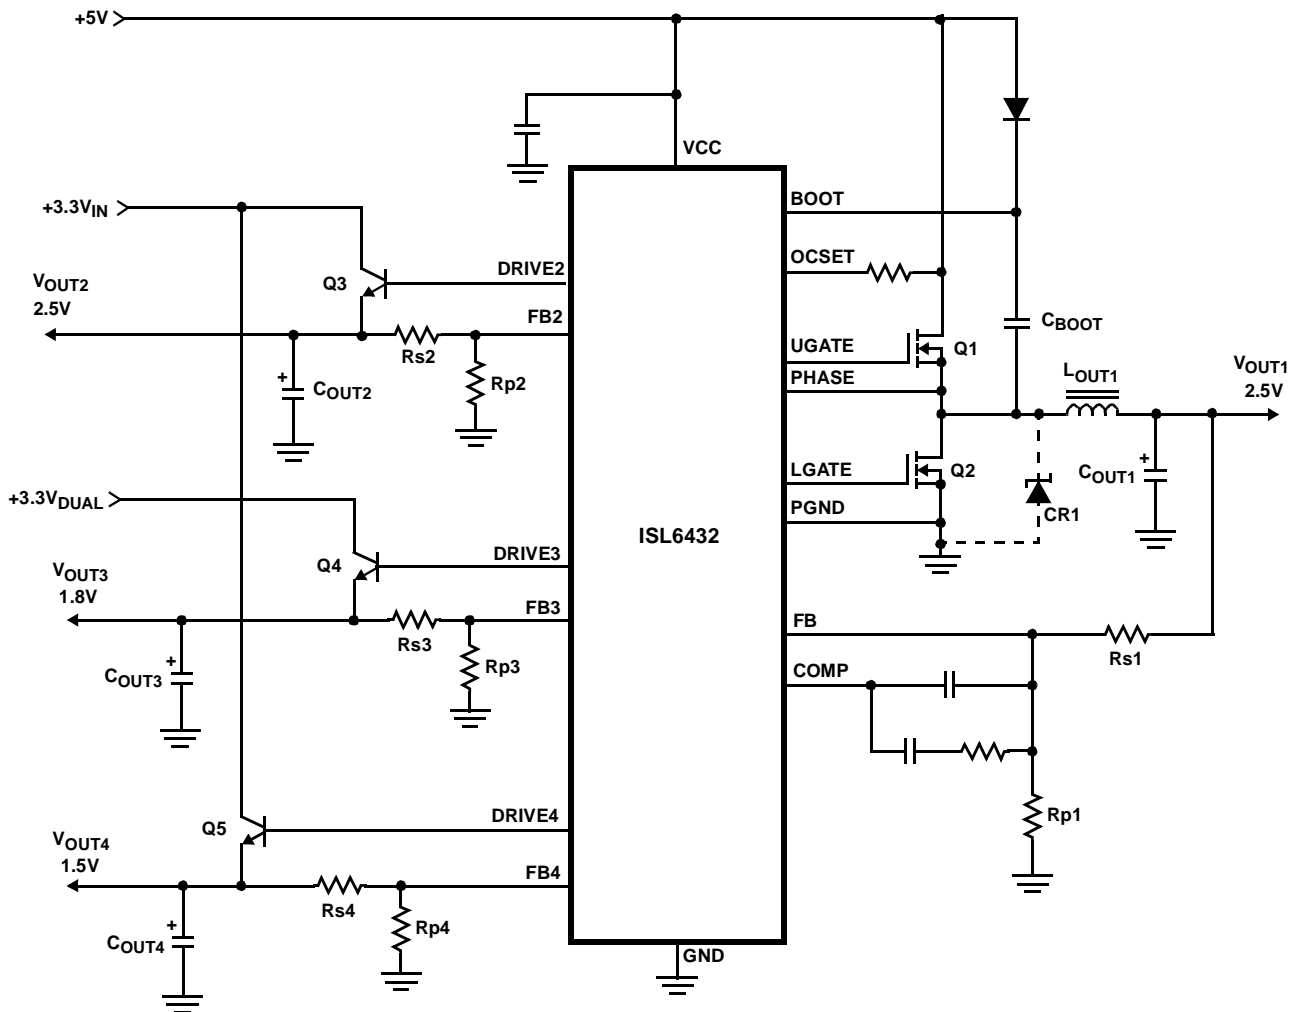 +5V
VCC
+3.3VIN
BOOT
OCSET
DRIVE2
Q3
VOUT2
2.5V
FB2
Rs2
Rp2
COUT2
UGATE
Q1
PHASE
CBOOT
LOUT1
VOUT1
2.5V
LGATE
Q2
PGND
CR1
COUT1
+3.3VDUAL
ISL6432
DRIVE3
Q4
VOUT3
1.8V
FB3
Rs3
Rp3
COUT3
FB
Rs1
COMP
Rp1
DRIVE4
Q5
VOUT4
1.5V
FB4
Rs4
Rp4
COUT4
GND
+
+
+
+